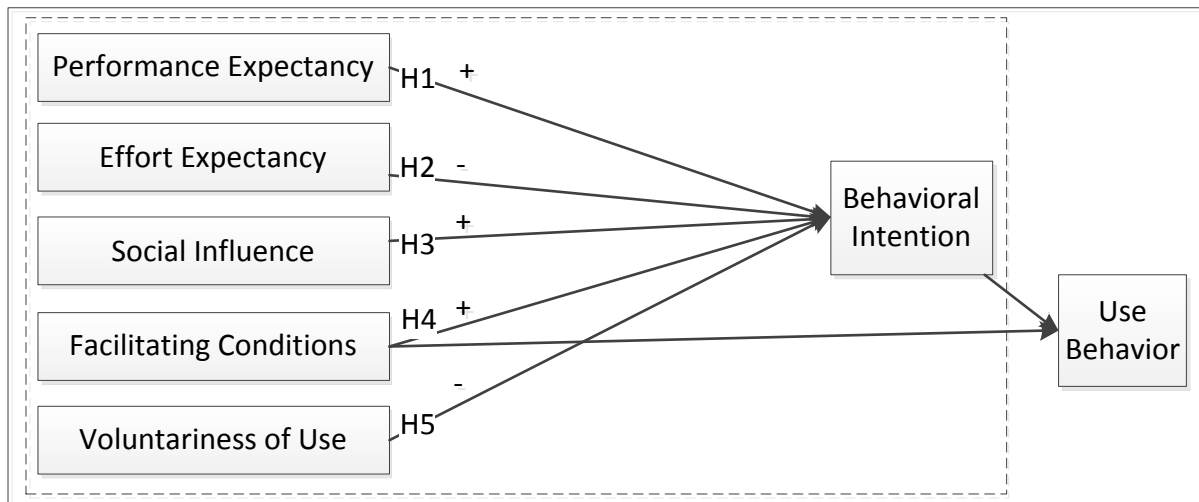 Performance Expectancy
H1 +
Effort Expectancy
H2 -
Social Influence
H3 +
Facilitating Conditions
H4 +
Voluntariness of Use
H5 -
Behavioral
Intention
Use
Behavior